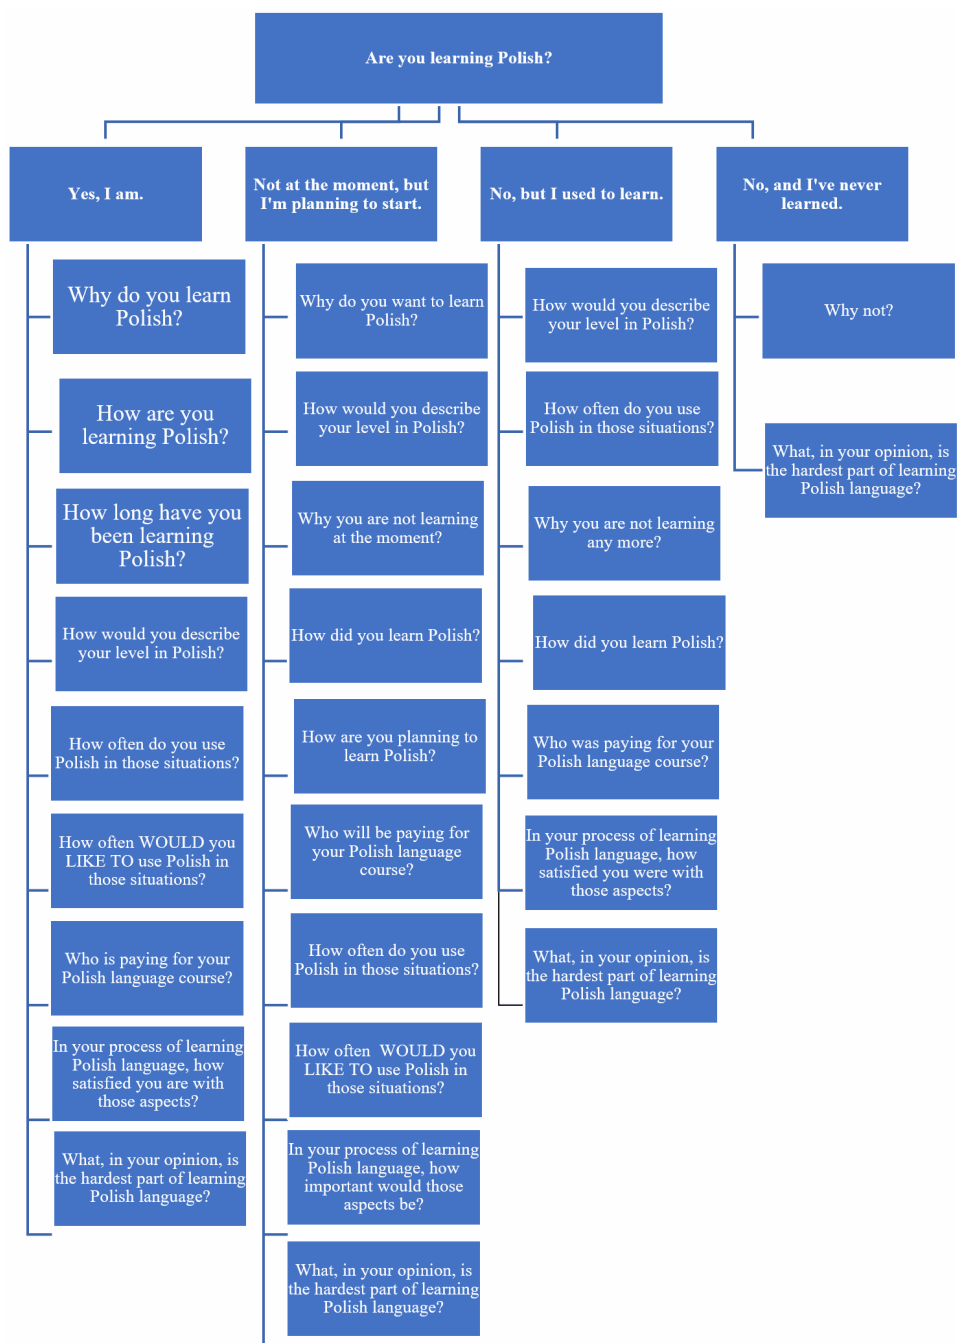 Are you learning Polish?
Yes, I am.
Not at the moment, but
I'm planning to start.
No, but I used to learn.
No, and I've never
learned.
Why do you learn
Polish?
How are you
learning Polish?
How long have you
been learning
Polish?
How would you describe
your level in Polish?
How often do you use
Polish in those situations?
How often WOULD you
LIKE TO use Polish in
those situations?
Who is paying for your
Polish language course?
In your process of learning
Polish language, how
satisfied you are with
those aspects?
What, in your opinion, is
the hardest part of learning
Polish language?
Why do you want to learn
Polish?
How would you describe
your level in Polish?
Why you are not learning
at the moment?
How did you learn Polish?
How are you planning to
learn Polish?
Who will be paying for
your Polish language
course?
How often do you use
Polish in those situations?
How often  WOULD you
LIKE TO use Polish in
those situations?
In your process of learning
Polish language, how
important would those
aspects be?
What, in your opinion, is
the hardest part of learning
Polish language?
How would you describe
your level in Polish?
How often do you use
Polish in those situations?
Why you are not learning
any more?
How did you learn Polish?
Who was paying for your
Polish language course?
In your process of learning
Polish language, how
satisfied you were with
those aspects?
What, in your opinion, is
the hardest part of learning
Polish language?
Why not?
What, in your opinion, is
the hardest part of learning
Polish language?